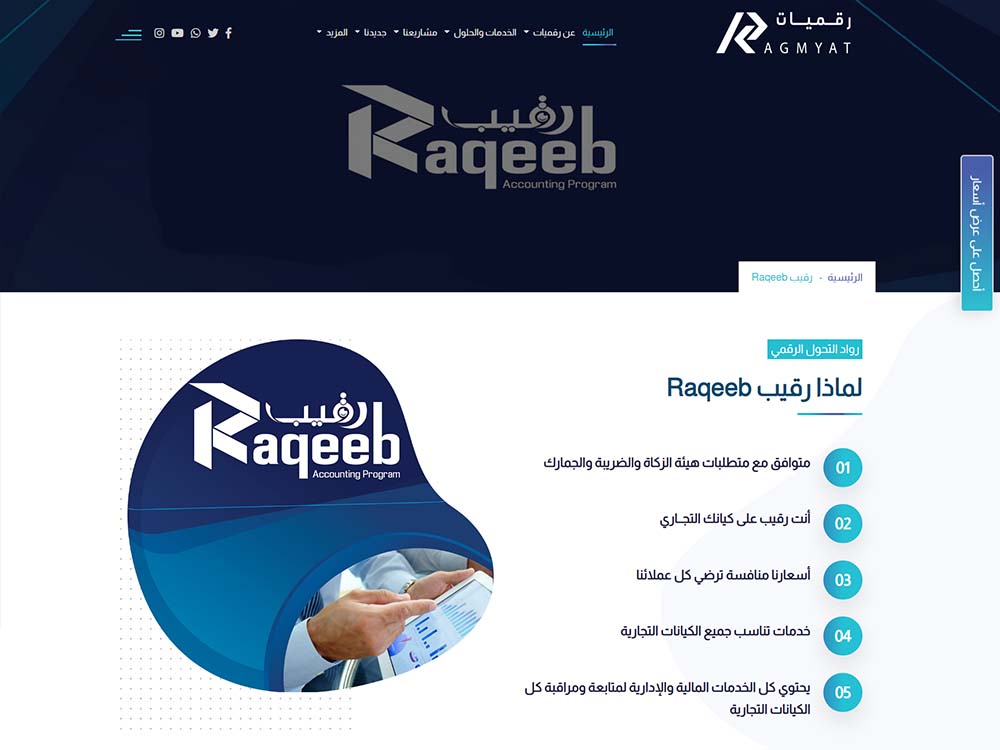 رقـمـيـات
RAGMYAT
الرئيسية
عن رقميات
الخدمات والحلول
مشاريعنا
جديدنا
المزيد
رقيب
Raqeeb
Accounting Program
أحصل على عرض أسعار
الرئيسية - رقيب Raqeeb
رواد التحول الرقمي
لماذا رقيب Raqeeb
01 متوافق مع متطلبات هيئة الزكاة والضريبة والجمارك
02 أنت رقيب على كيانك التجـاري
03 أسعارنا منافسة ترضي كل عملائنا
04 خدمات تناسب جميع الكيانات التجارية
05 يحتوي كل الخدمات المالية والإدارية لمتابعة ومراقبة كل
الكيانات التجارية
رقيب
Raqeeb
Accounting Program